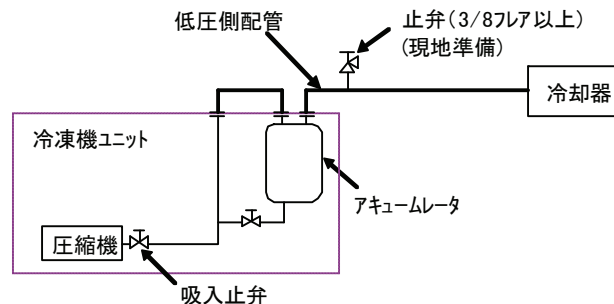 低圧側配管
止弁(3/8フレア以上)
(現地準備)
冷却器
冷凍機ユニット
アキュームレータ
圧縮機
吸入止弁